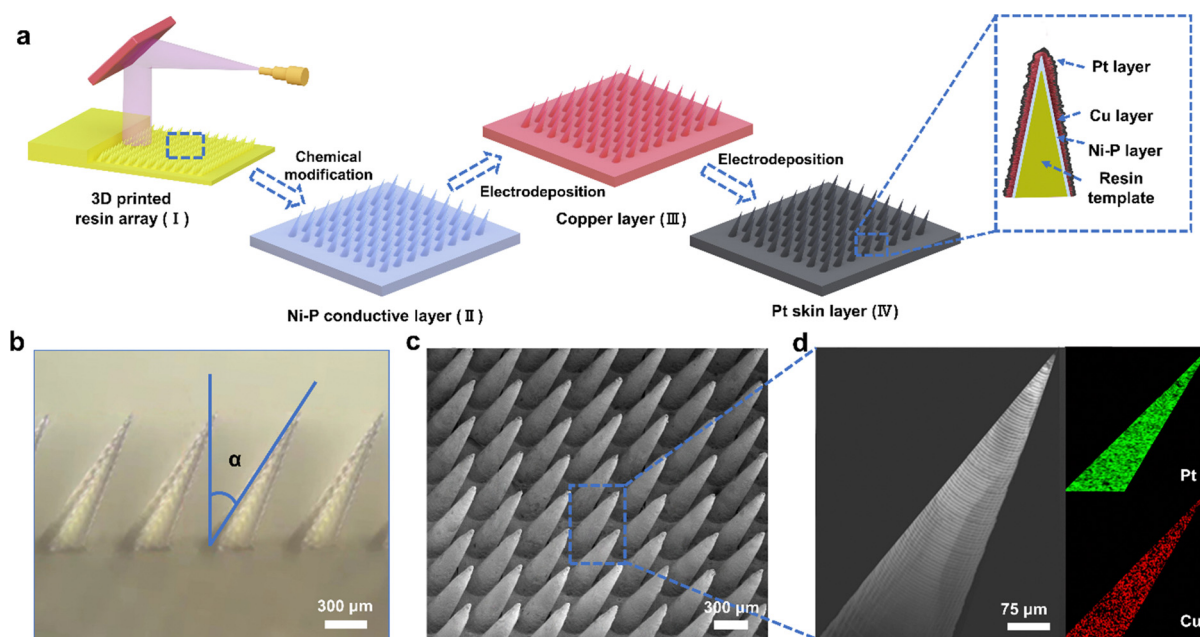 a
3D printed
resin array (Ⅰ)
Chemical
modification
Ni-P conductive layer (Ⅱ)
Electrodeposition
Copper layer (Ⅲ)
Electrodeposition
Pt skin layer (Ⅳ)
Pt layer
Cu layer
Ni-P layer
Resin
template
b
α
300 μm
c
300 μm
d
75 μm
Pt
Cu